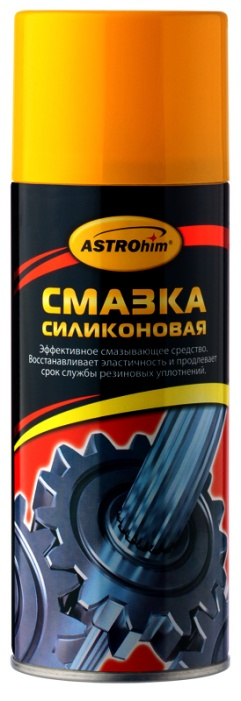 ASTROhim®
СМАЗКА
СИЛИКОНОВАЯ
Эффективное смазывающее средство.
Восстанавливает эластичность и продлевает
срок службы резиновых уплотнений.